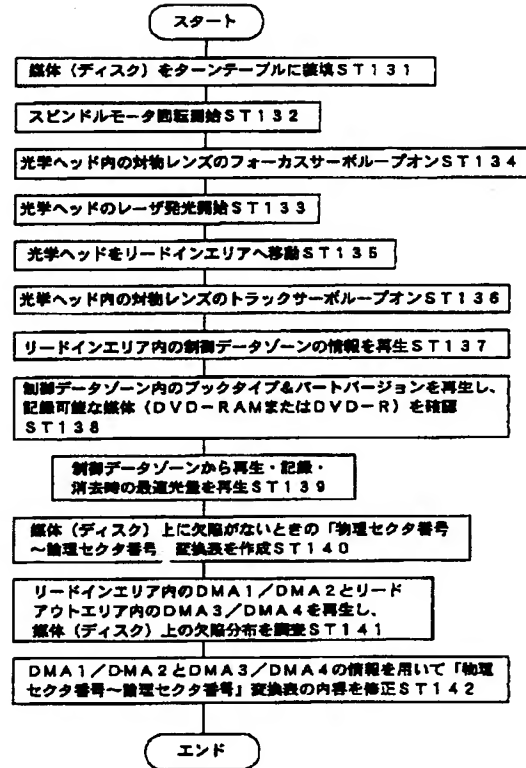 スタート
媒体（ディスク）をターンテーブルに装填ＳＴ１３１
スピンドルモータ回転開始ＳＴ１３２
光学ヘッド内の対物レンズのフォーカスサーボループオンＳＴ１３４
光学ヘッドのレーザ発光開始ＳＴ１３３
光学ヘッドをリードインエリアへ移動ＳＴ１３５
光学ヘッド内の対物レンズのトラックサーボループオンＳＴ１３６
リードインエリア内の制御データゾーンの情報を再生ＳＴ１３７
制御データゾーン内のブックタイプ＆パートバージョンを再生し、
記録可能な媒体（ＤＶＤ－ＲＡＭまたはＤＶＤ－Ｒ）を確認
ＳＴ１３８
制御データゾーンから再生・記録・
消去時の最適光量を再生ＳＴ１３９
媒体（ディスク）上に欠陥がないときの「物理セクタ番号
～論理セクタ番号 変換表を作成ＳＴ１４０
リードインエリア内のＤＭＡ１／ＤＭＡ２とリード
アウトエリア内のＤＭＡ３／ＤＭＡ４を再生し、
媒体（ディスク）上の欠陥分布を調査ＳＴ１４１
ＤＭＡ１／ＤＭＡ２とＤＭＡ３／ＤＭＡ４の情報を用いて「物理
セクタ番号～論理セクタ番号」変換表の内容を修正ＳＴ１４２
エンド